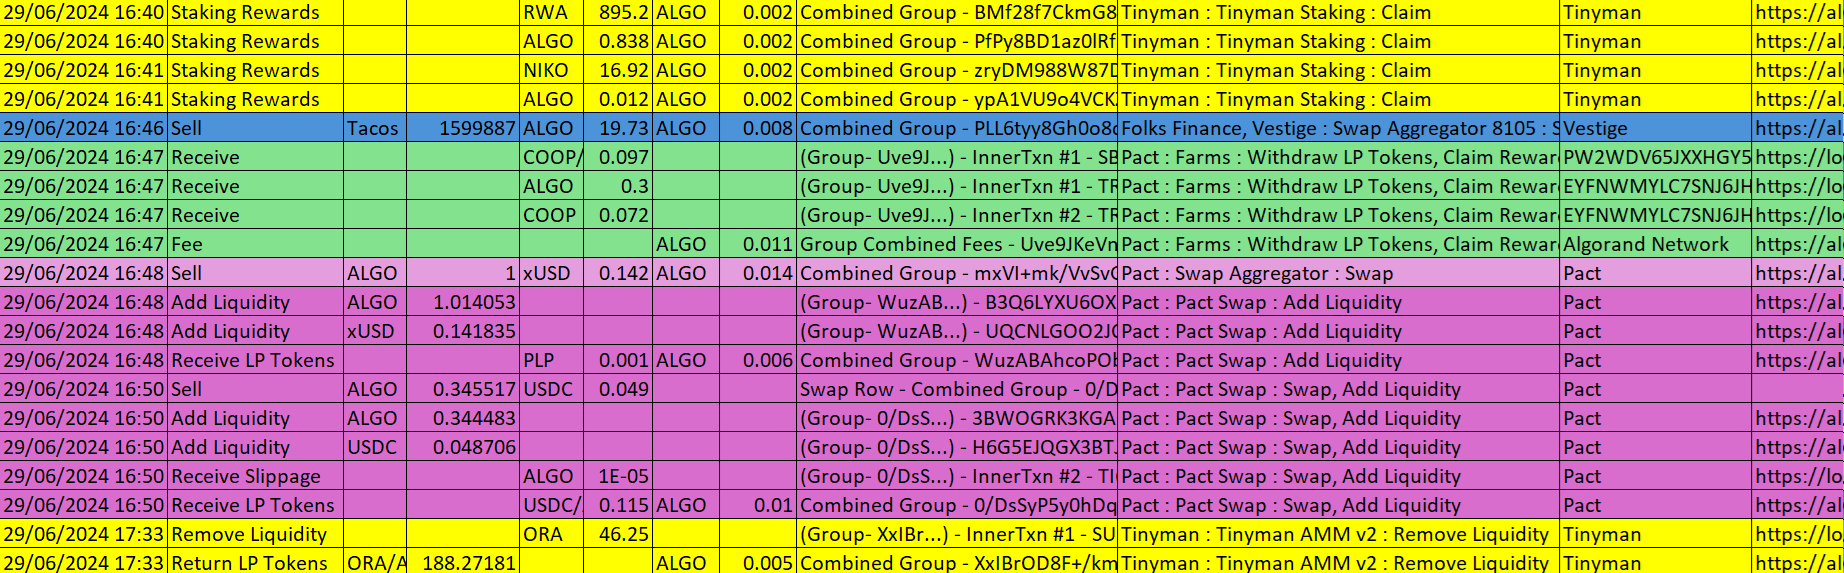 29/06/2024 16:40 Staking Rewards RWA 895.2 ALGO 0.002 Combined Group - BMf28f7CkmG8 Tinyman : Tinyman Staking : Claim Tinyman https://al
29/06/2024 16:40 Staking Rewards ALGO 0.838 ALGO 0.002 Combined Group - PfPy8BD1az0lRf Tinyman : Tinyman Staking : Claim Tinyman https://al
29/06/2024 16:41 Staking Rewards NIKO 16.92 ALGO 0.002 Combined Group - zryDM988W87D Tinyman : Tinyman Staking : Claim Tinyman https://al
29/06/2024 16:41 Staking Rewards ALGO 0.012 ALGO 0.002 Combined Group - ypA1VU9o4VCK Tinyman : Tinyman Staking : Claim Tinyman https://al
29/06/2024 16:46 Sell Tacos 1599887 ALGO 19.73 ALGO 0.008 Combined Group - PLL6tyy8Gh0o8 Folks Finance, Vestige : Swap Aggregator 8105 : S Vestige https://al
29/06/2024 16:47 Receive COOP/ 0.097 (Group- Uve9J...) - InnerTxn #1 - SB Pact : Farms : Withdraw LP Tokens, Claim Rewar PW2WDV65JXXHGY5 https://lo
29/06/2024 16:47 Receive ALGO 0.3 (Group- Uve9J...) - InnerTxn #1 - TR Pact : Farms : Withdraw LP Tokens, Claim Rewar EYFNWMYLC7SNJ6JH https://lo
29/06/2024 16:47 Receive COOP 0.072 (Group- Uve9J...) - InnerTxn #2 - TR Pact : Farms : Withdraw LP Tokens, Claim Rewar EYFNWMYLC7SNJ6JH https://lo
29/06/2024 16:47 Fee ALGO 0.011 Group Combined Fees - Uve9JKeVn Pact : Farms : Withdraw LP Tokens, Claim Rewar Algorand Network https://al
29/06/2024 16:48 Sell ALGO 1 xUSD 0.142 ALGO 0.014 Combined Group - mxVI+mk/VvSv Pact : Swap Aggregator : Swap Pact https://al
29/06/2024 16:48 Add Liquidity ALGO 1.014053 (Group- WuzAB...) - B3Q6LYXU6OX Pact : Pact Swap : Add Liquidity Pact https://al
29/06/2024 16:48 Add Liquidity xUSD 0.141835 (Group- WuzAB...) - UQCNLGOO2J Pact : Pact Swap : Add Liquidity Pact https://al
29/06/2024 16:48 Receive LP Tokens PLP 0.001 ALGO 0.006 Combined Group - WuzABAhcoPO Pact : Pact Swap : Add Liquidity Pact https://al
29/06/2024 16:50 Sell ALGO 0.345517 USDC 0.049 Swap Row - Combined Group - 0/D Pact : Pact Swap : Swap, Add Liquidity Pact
29/06/2024 16:50 Add Liquidity ALGO 0.344483 (Group- 0/DsS...) - 3BWOGRK3KGA Pact : Pact Swap : Swap, Add Liquidity Pact https://al
29/06/2024 16:50 Add Liquidity USDC 0.048706 (Group- 0/DsS...) - H6G5EJQGX3BT Pact : Pact Swap : Swap, Add Liquidity Pact https://al
29/06/2024 16:50 Receive Slippage ALGO 1E-05 (Group- 0/DsS...) - InnerTxn #2 - Pact : Pact Swap : Swap, Add Liquidity Pact https://lo
29/06/2024 16:50 Receive LP Tokens USDC/ 0.115 ALGO 0.01 Combined Group - 0/DsSyP5y0hDq Pact : Pact Swap : Swap, Add Liquidity Pact https://al
29/06/2024 17:33 Remove Liquidity ORA 46.25 (Group- XxIBr...) - InnerTxn #1 - SU Tinyman : Tinyman AMM v2 : Remove Liquidity Tinyman https://lo
29/06/2024 17:33 Return LP Tokens ORA/A 188.27181 ALGO 0.005 Combined Group - XxIBrOD8F+/km Tinyman : Tinyman AMM v2 : Remove Liquidity Tinyman https://al